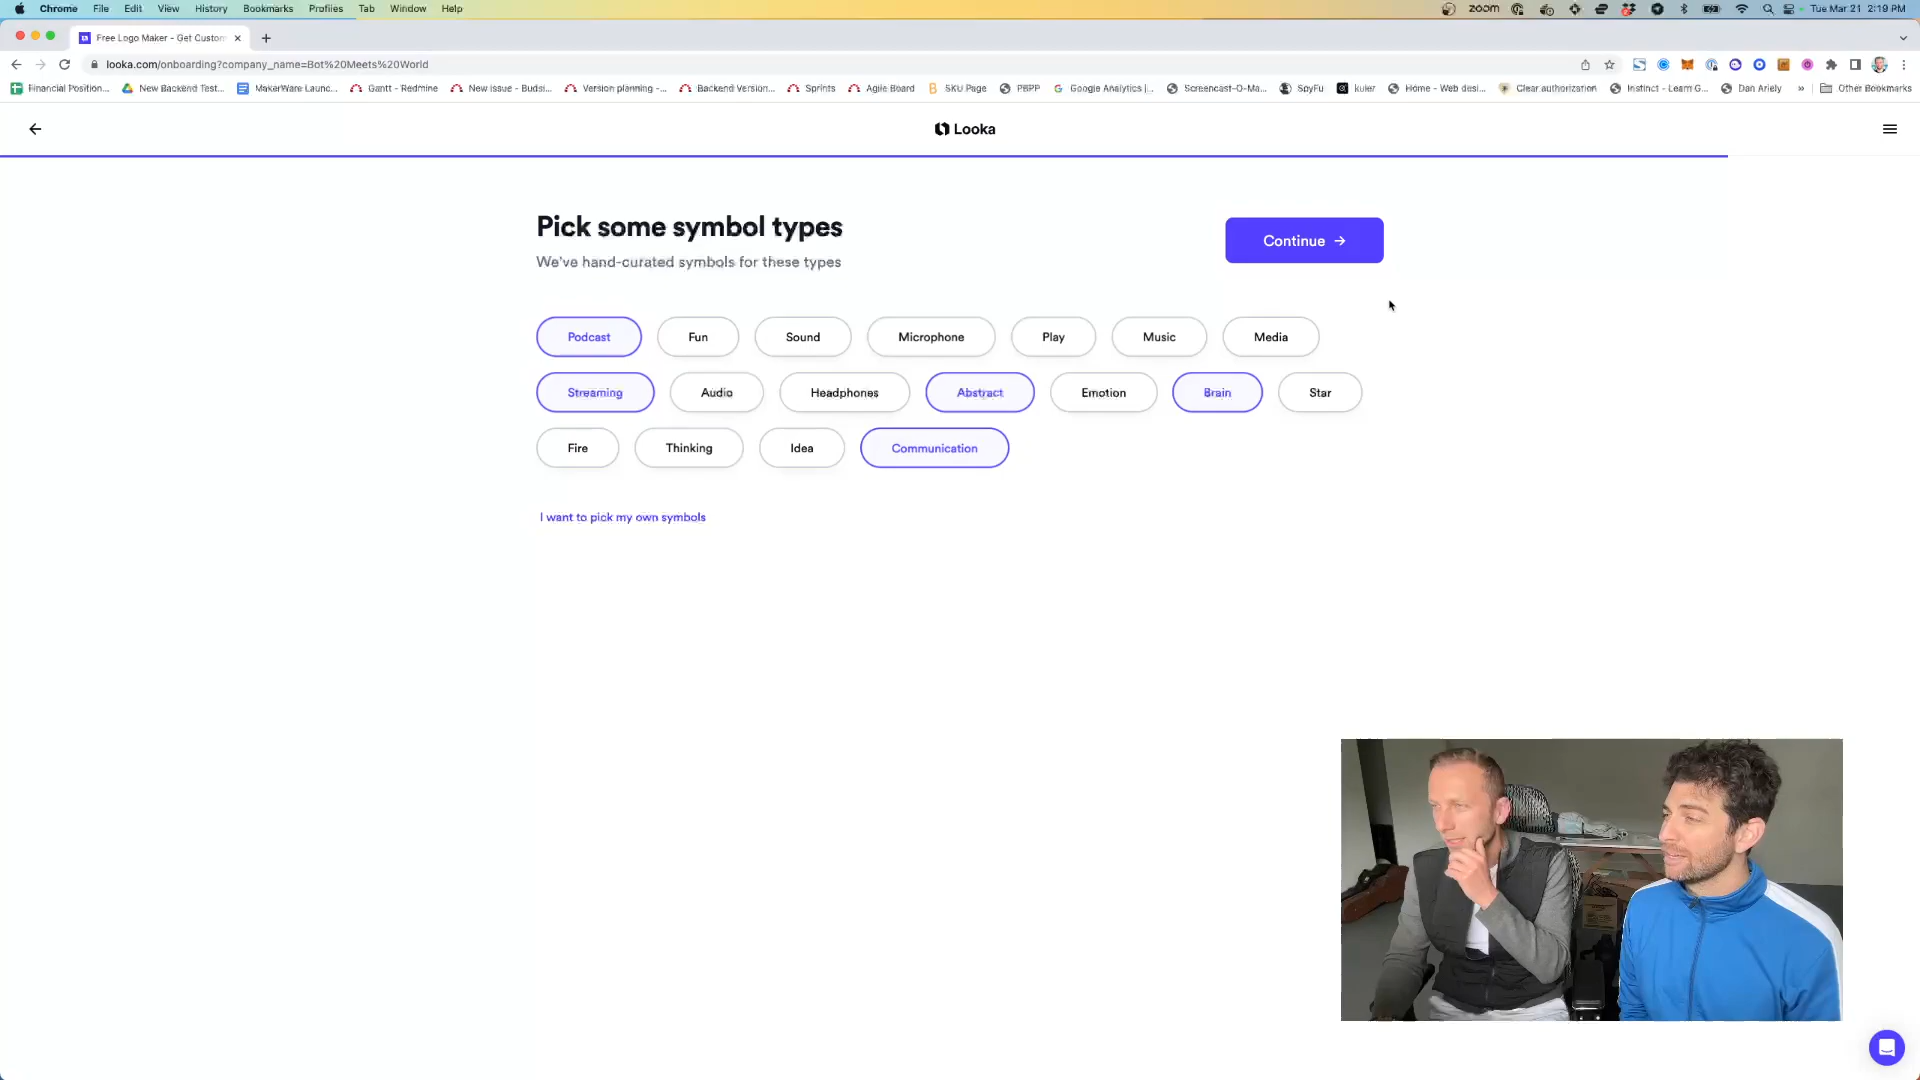 Chrome File Edit View History Bookmarks Profiles Tab Window Help zoom Tue Mar 21 2:19 PM
Free Logo Maker - Get Custom
looka.com/onboarding?company_name=Bot%20Meets%20World
Financial Position... New Backend Test... MakerWare Launc... Gantt - Redmine New Issue - Budsi... Version planning -... Backend Version... Sprints Agile Board SKU Page PBPP Google Analytics |... Screencast-O-Ma... SpyFu kuler Home - Web desi... Clear authorization Instinct - Learn G... Dan Ariely » Other Bookmarks
Looka
Pick some symbol types
We've hand-curated symbols for these types
Continue →
Podcast Fun Sound Microphone Play Music Media
Streaming Audio Headphones Abstract Emotion Brain Star
Fire Thinking Idea Communication
I want to pick my own symbols